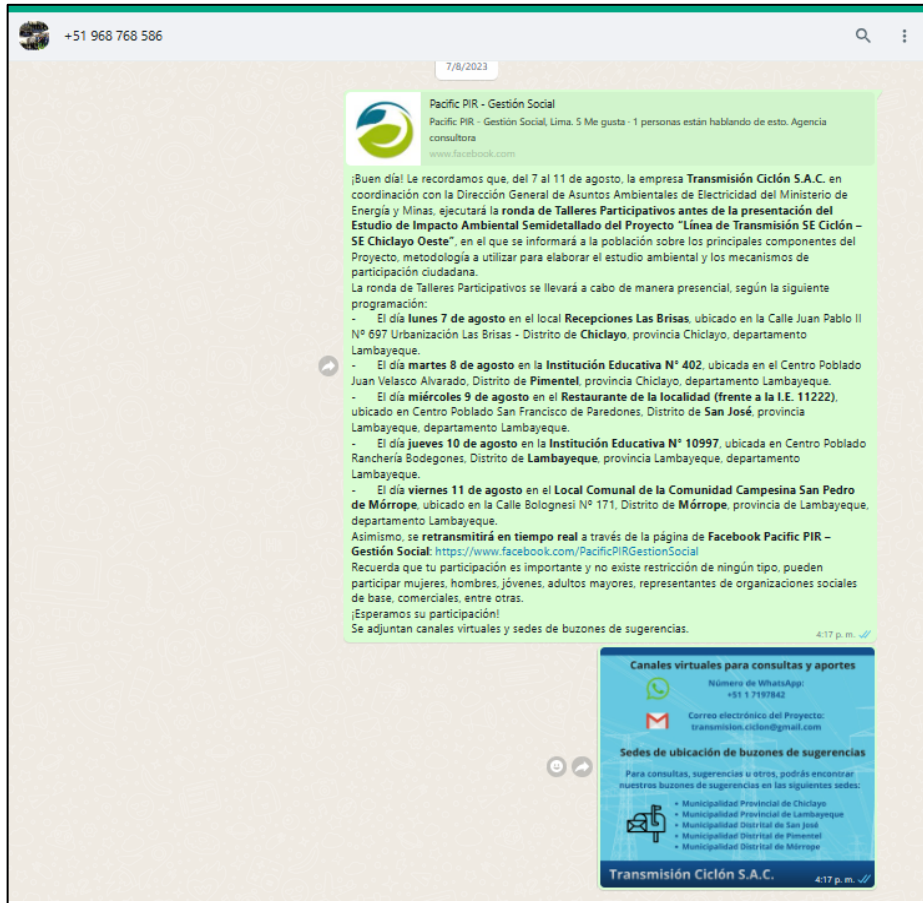 +51 968 768 586
7/8/2023
Pacific PIR - Gestión Social
Pacific PIR - Gestión Social, Lima. 5 Me gusta · 1 personas están hablando de esto. Agencia
consultora
www.facebook.com
¡Buen día! Le recordamos que, del 7 al 11 de agosto, la empresa Transmisión Ciclón S.A.C. en
coordinación con la Dirección General de Asuntos Ambientales de Electricidad del Ministerio de
Energía y Minas, ejecutará la ronda de Talleres Participativos antes de la presentación del
Estudio de Impacto Ambiental Semidetallado del Proyecto "Línea de Transmisión SE Ciclón –
SE Chiclayo Oeste", en el que se informará a la población sobre los principales componentes del
Proyecto, metodología a utilizar para elaborar el estudio ambiental y los mecanismos de
participación ciudadana.
La ronda de Talleres Participativos se llevará a cabo de manera presencial, según la siguiente
programación:
- El día lunes 7 de agosto en el local Recepciones Las Brisas, ubicado en la Calle Juan Pablo II
Nº 697 Urbanización Las Brisas - Distrito de Chiclayo, provincia Chiclayo, departamento
Lambayeque.
- El día martes 8 de agosto en la Institución Educativa N° 402, ubicada en el Centro Poblado
Juan Velasco Alvarado, Distrito de Pimentel, provincia Chiclayo, departamento Lambayeque.
- El día miércoles 9 de agosto en el Restaurante de la localidad (frente a la I.E. 11222),
ubicado en Centro Poblado San Francisco de Paredones, Distrito de San José, provincia
Lambayeque, departamento Lambayeque.
- El día jueves 10 de agosto en la Institución Educativa N° 10997, ubicada en Centro Poblado
Ranchería Bodegones, Distrito de Lambayeque, provincia Lambayeque, departamento
Lambayeque.
- El día viernes 11 de agosto en el Local Comunal de la Comunidad Campesina San Pedro
de Mórrope, ubicado en la Calle Bolognesi Nº 171, Distrito de Mórrope, provincia de Lambayeque,
departamento Lambayeque.
Asimismo, se retransmitirá en tiempo real a través de la página de Facebook Pacific PIR –
Gestión Social: https://www.facebook.com/PacificPIRGestionSocial
Recuerda que tu participación es importante y no existe restricción de ningún tipo, pueden
participar mujeres, hombres, jóvenes, adultos mayores, representantes de organizaciones sociales
de base, comerciales, entre otras.
¡Esperamos su participación!
Se adjuntan canales virtuales y sedes de buzones de sugerencias.
4:17 p. m.
Canales virtuales para consultas y aportes
Número de WhatsApp:
+51 1 7197842
Correo electrónico del Proyecto:
transmision.ciclon@gmail.com
Sedes de ubicación de buzones de sugerencias
Para consultas, sugerencias u otros, podrás encontrar
nuestros buzones de sugerencias en las siguientes sedes:
• Municipalidad Provincial de Chiclayo
• Municipalidad Provincial de Lambayeque
• Municipalidad Distrital de San José
• Municipalidad Distrital de Pimentel
• Municipalidad Distrital de Mórrope
Transmisión Ciclón S.A.C.
4:17 p. m.